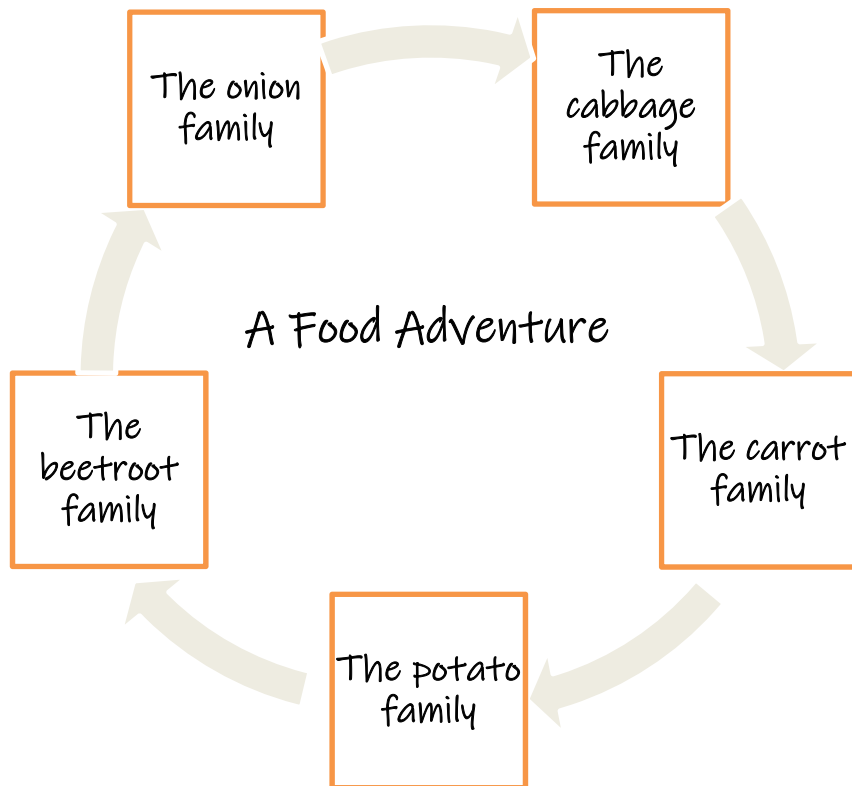 The onion
family
The
cabbage
family
A Food Adventure
The carrot
family
The
beetroot
family
The potato
family